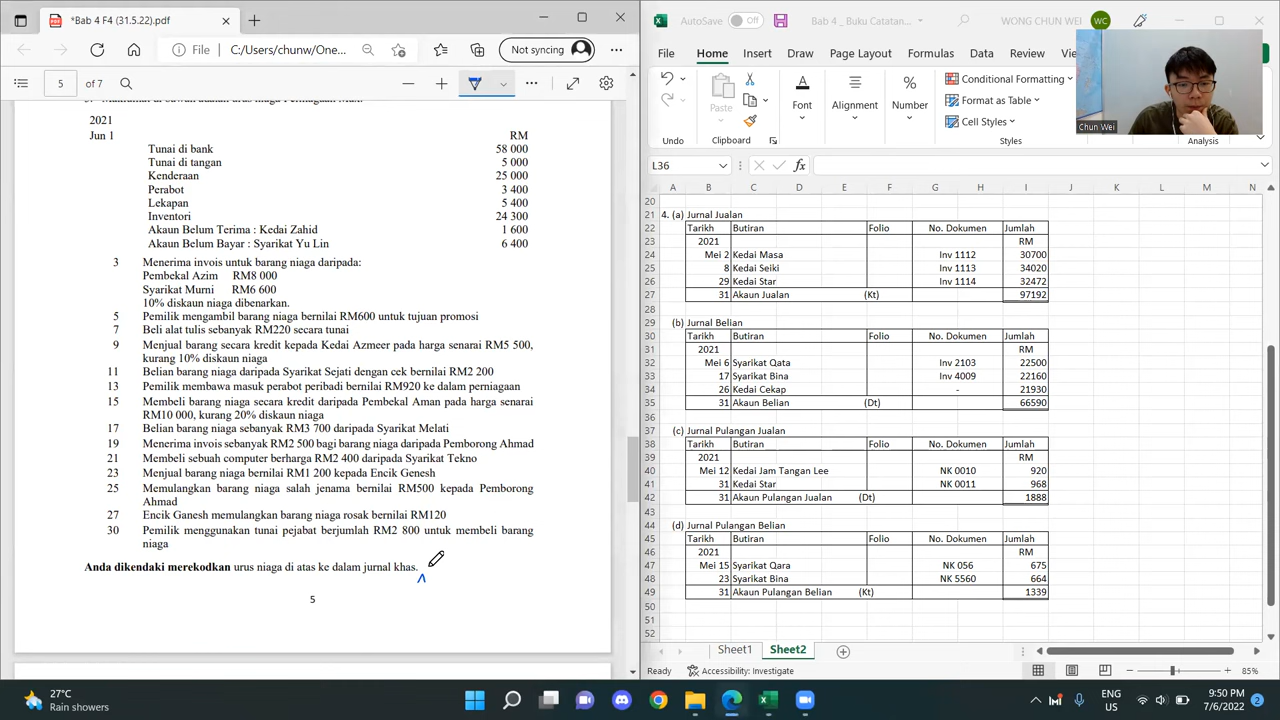 *Bab 4 F4 (31.5.22).pdf
C:/Users/chunw/One...
Not syncing
5 of 7
2021
Jun 1 RM
Tunai di bank 58 000
Tunai di tangan 5 000
Kenderaan 25 000
Perabot 3 400
Lekapan 5 400
Inventori 24 300
Akaun Belum Terima : Kedai Zahid 1 600
Akaun Belum Bayar : Syarikat Yu Lin 6 400
3 Menerima invois untuk barang niaga daripada:
Pembekal Azim RM8 000
Syarikat Murni RM6 600
10% diskaun niaga dibenarkan.
5 Pemilik mengambil barang niaga bernilai RM600 untuk tujuan promosi
7 Beli alat tulis sebanyak RM220 secara tunai
9 Menjual barang secara kredit kepada Kedai Azmeer pada harga senarai RM5 500,
kurang 10% diskaun niaga
11 Belian barang niaga daripada Syarikat Sejati dengan cek bernilai RM2 200
13 Pemilik membawa masuk perabot peribadi bernilai RM920 ke dalam perniagaan
15 Membeli barang niaga secara kredit daripada Pembekal Aman pada harga senarai
RM10 000, kurang 20% diskaun niaga
17 Belian barang niaga sebanyak RM3 700 daripada Syarikat Melati
19 Menerima invois sebanyak RM2 500 bagi barang niaga daripada Pemborong Ahmad
21 Membeli sebuah computer berharga RM2 400 daripada Syarikat Tekno
23 Menjual barang niaga bernilai RM1 200 kepada Encik Genesh
25 Memulangkan barang niaga salah jenama bernilai RM500 kepada Pemborong
Ahmad
27 Encik Ganesh memulangkan barang niaga rosak bernilai RM120
30 Pemilik menggunakan tunai pejabat berjumlah RM2 800 untuk membeli barang
niaga
Anda dikendaki merekodkan urus niaga di atas ke dalam jurnal khas.
5
AutoSave Off Bab 4 _ Buku Catatan... WONG CHUN WEI WC
File Home Insert Draw Page Layout Formulas Data Review
Undo
Paste
Clipboard
Font
Alignment
Number
Conditional Formatting
Format as Table
Cell Styles
Styles
Analysis
Chun Wei
L36 fx
A B C D E F G H I J K L M N
20
21 4. (a) Jurnal Jualan
22 Tarikh Butiran Folio No. Dokumen Jumlah
23 2021 RM
24 Mei 2 Kedai Masa Inv 1112 30700
25 8 Kedai Seiki Inv 1113 34020
26 29 Kedai Star Inv 1114 32472
27 31 Akaun Jualan (Kt) 97192
28
29 (b) Jurnal Belian
30 Tarikh Butiran Folio No. Dokumen Jumlah
31 2021 RM
32 Mei 6 Syarikat Qata Inv 2103 22500
33 17 Syarikat Bina Inv 4009 22160
34 26 Kedai Cekap - 21930
35 31 Akaun Belian (Dt) 66590
36
37 (c) Jurnal Pulangan Jualan
38 Tarikh Butiran Folio No. Dokumen Jumlah
39 2021 RM
40 Mei 12 Kedai Jam Tangan Lee NK 0010 920
41 31 Kedai Star NK 0011 968
42 31 Akaun Pulangan Jualan (Dt) 1888
43
44 (d) Jurnal Pulangan Belian
45 Tarikh Butiran Folio No. Dokumen Jumlah
46 2021 RM
47 Mei 15 Syarikat Qara NK 056 675
48 23 Syarikat Bina NK 5560 664
49 31 Akaun Pulangan Belian (Kt) 1339
50
51
52
53
Sheet1 Sheet2
Ready Accessibility: Investigate 85%
27°C
Rain showers
ENG
US
9:50 PM
7/6/2022
2